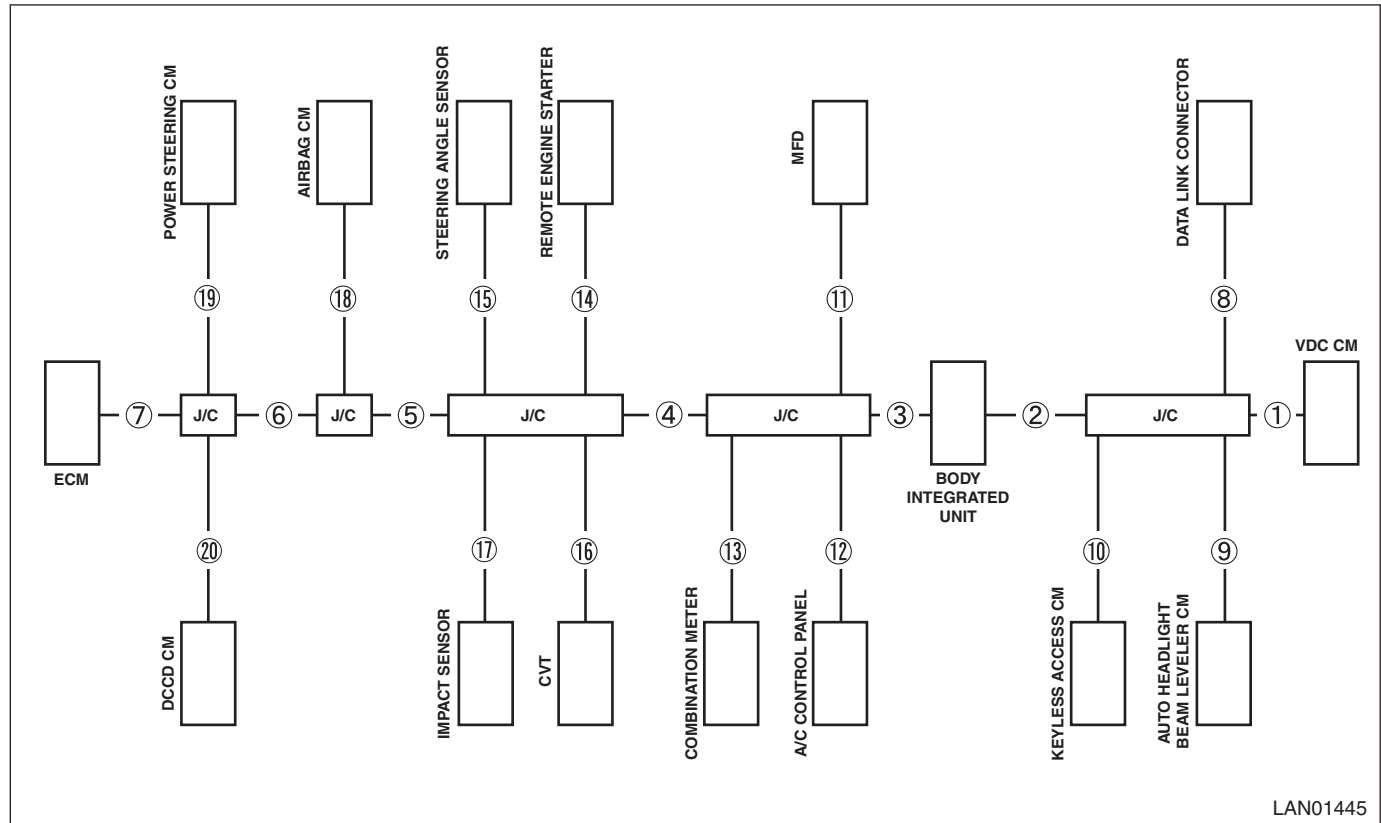 POWER STEERING CM
AIRBAG CM
STEERING ANGLE SENSOR
REMOTE ENGINE STARTER
MFD
DATA LINK CONNECTOR
⑲
⑱
⑮
⑭
⑪
⑧
VDC CM
⑦
J/C
⑥
J/C
⑤
J/C
④
J/C
③
②
J/C
①
ECM
BODY
INTEGRATED
UNIT
⑳
⑰
⑯
⑬
⑫
⑩
⑨
DCCD CM
IMPACT SENSOR
CVT
COMBINATION METER
A/C CONTROL PANEL
KEYLESS ACCESS CM
AUTO HEADLIGHT
BEAM LEVELER CM
LAN01445